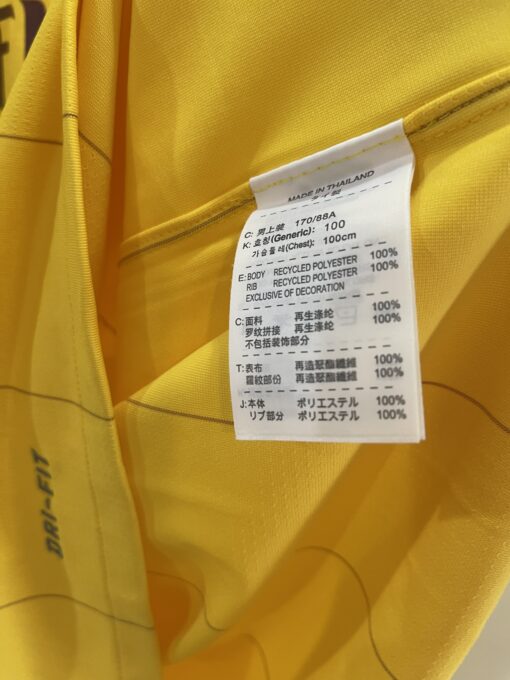 MADE IN THAILAND
タイ製
C: 男上裝 170/88A
K: 호칭(Generic): 100
가슴둘레(Chest): 100cm
E: BODY RECYCLED POLYESTER 100%
RIB RECYCLED POLYESTER 100%
EXCLUSIVE OF DECORATION
C: 面料 再生涤纶 100%
罗纹拼接 再生涤纶 100%
不包括装饰部分
T: 表布 再造聚酯纖維 100%
羅紋部份 再造聚酯纖維 100%
J: 本体 ポリエステル 100%
リブ部分 ポリエステル 100%
DRI-FIT